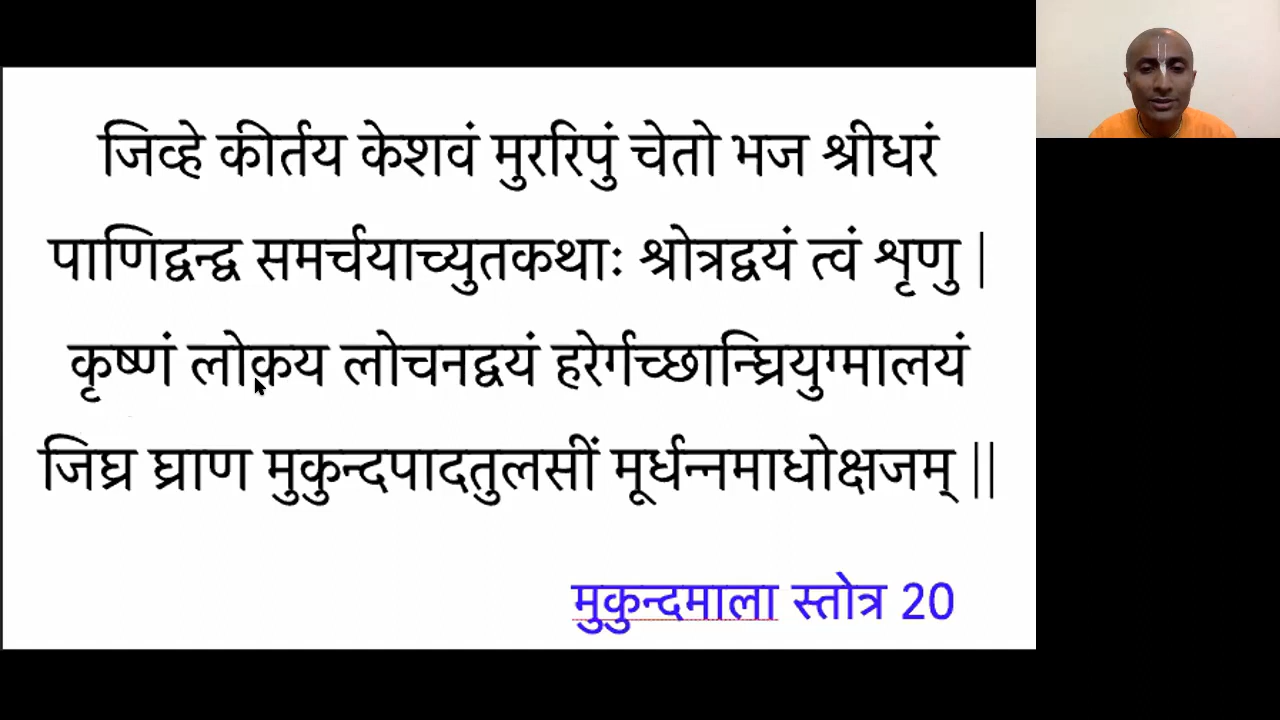 जिव्हे कीर्तय केशवं मुररिपुं चेतो भज श्रीधरं
पाणिद्वन्द्व समर्चयाच्युतकथाः श्रोत्रद्वयं त्वं शृणु |
कृष्णं लोकय लोचनद्वयं हरेर्गच्छान्घ्रियुग्मालयं
जिघ्र घ्राण मुकुन्दपादतुलसीं मूर्धन्नमाधोक्षजम् ||
मुकुन्दमाला स्तोत्र 20